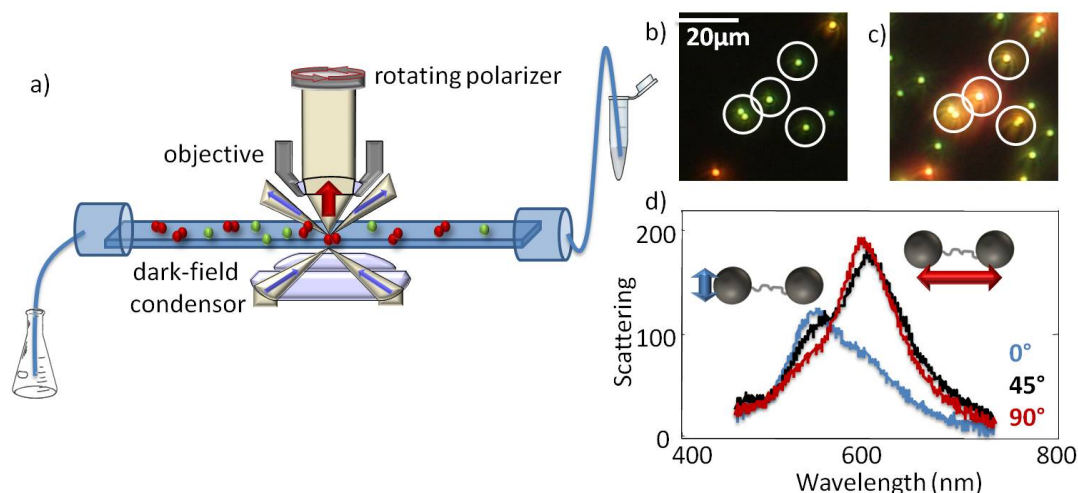 a)
rotating polarizer
objective
dark-field
condensor
b)
20μm
c)
d)
200
100
0
Scattering
0°
45°
90°
400
600
800
Wavelength (nm)